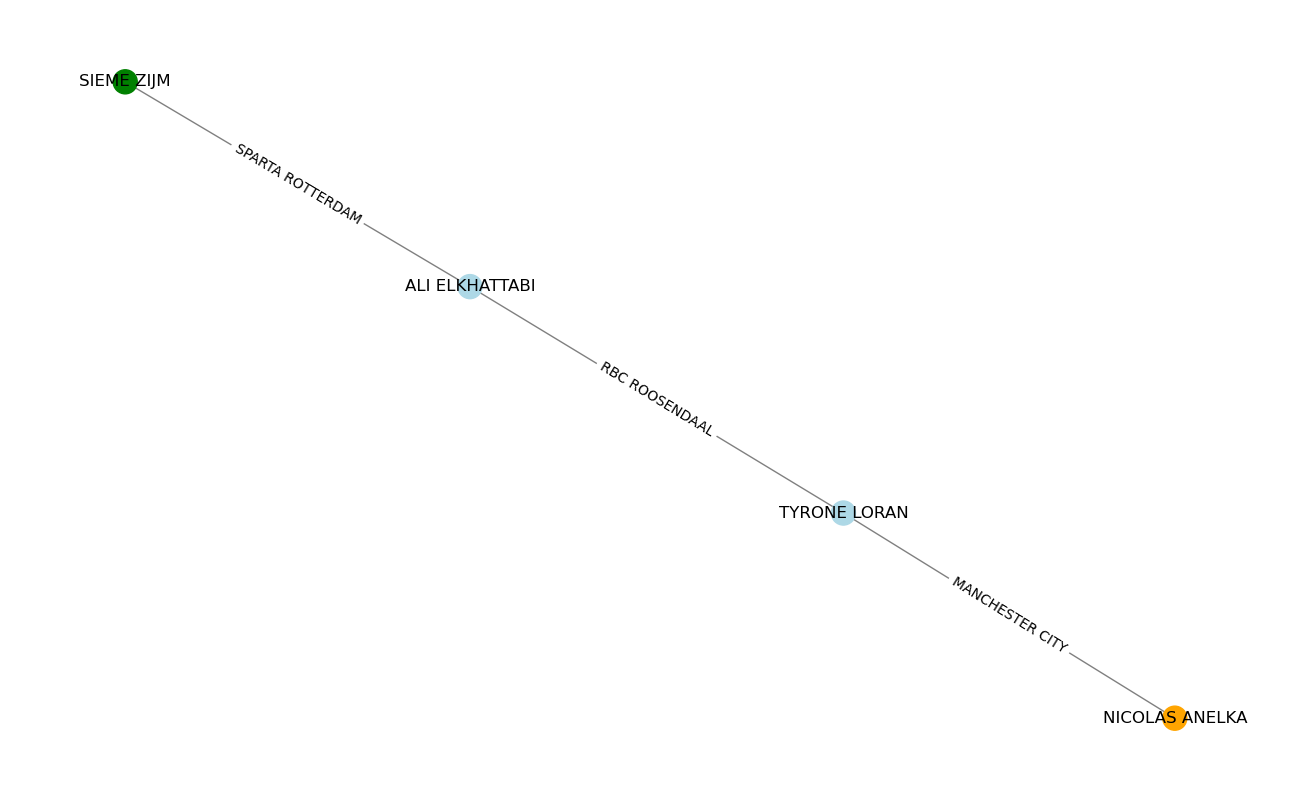 SIEME ZIJM
SPARTA ROTTERDAM
ALI ELKHATTABI
RBC ROOSENDAAL
TYRONE LORAN
MANCHESTER CITY
NICOLAS ANELKA